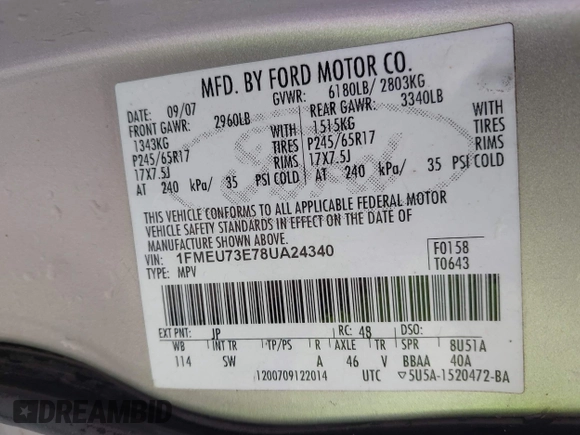 MFD. BY FORD MOTOR CO.
DATE: 09/07 GVWR: 6180LB/ 2803KG
FRONT GAWR: 2960LB REAR GAWR: 3340LB
1343KG WITH 1515KG WITH
P245/65R17 TIRES P245/65R17 TIRES
17X7.5J RIMS 17X7.5J RIMS
AT 240 kPa/ 35 PSI COLD AT 240 kPa/ 35 PSI COLD
THIS VEHICLE CONFORMS TO ALL APPLICABLE FEDERAL MOTOR
VEHICLE SAFETY STANDARDS IN EFFECT ON THE DATE OF
MANUFACTURE SHOWN ABOVE.
VIN: 1FMEU73E78UA24340 F0158
TYPE: MPV T0643
EXT PNT: JP RC: 48 DSO:
WB INT TR TP/PS R AXLE TR SPR 8U51A
114 SW A 46 V BBAA 40A
1200709122014 UTC 5U5A-1520472-BA
Ford
DREAMBID